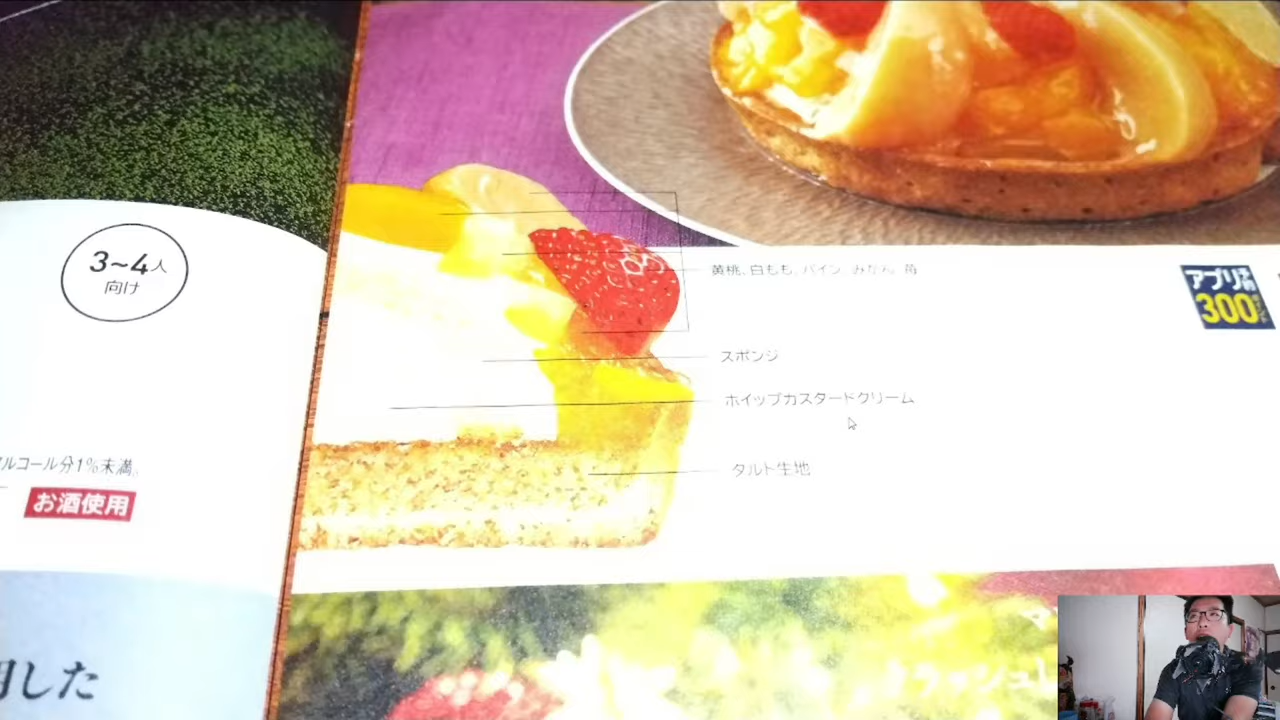 3~4人
向け
ルコール分1%未満。
お酒使用
用した
黄桃、白もも、パイン、みかん、苺
スポンジ
ホイップカスタードクリーム
タルト生地
アプリ予約
300